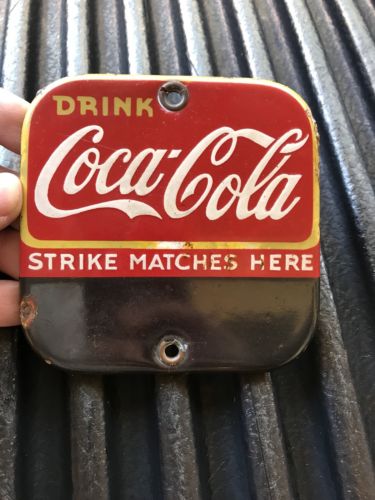 DRINK
Coca-Cola
STRIKE MATCHES HERE